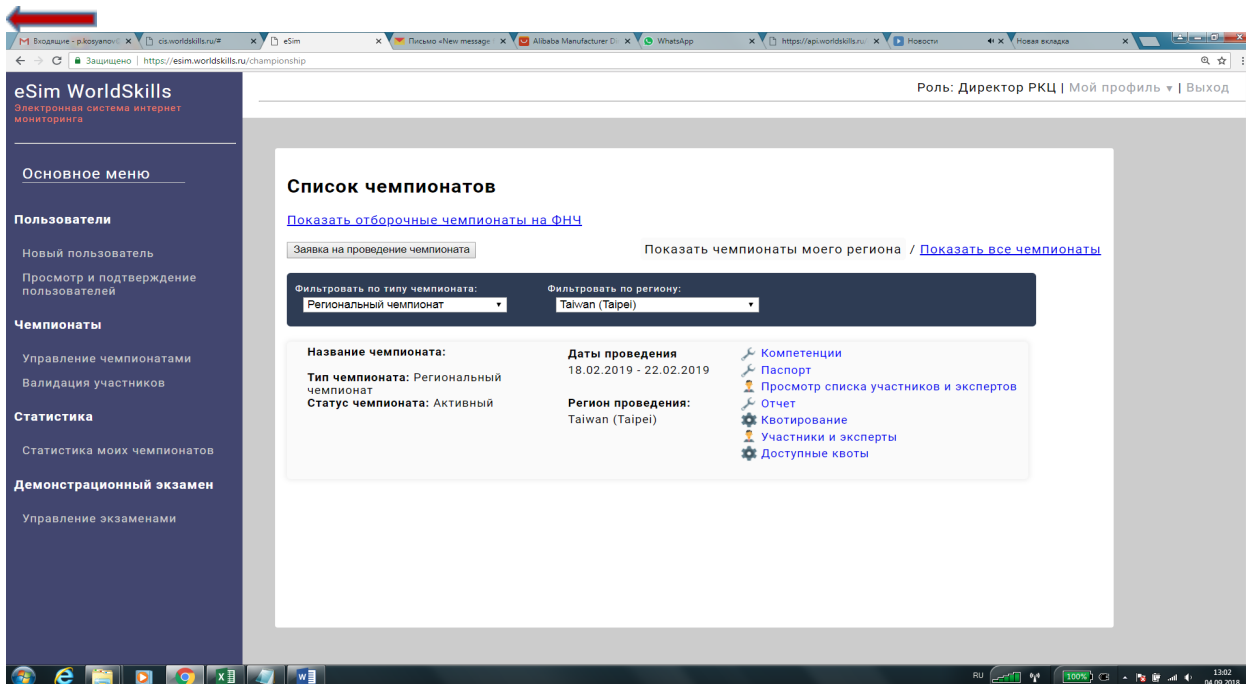 Входящие - p.kosyanov@
cis.worldskills.ru/#
eSim
Письмо «New message
Alibaba Manufacturer Di
WhatsApp
https://api.worldskills.ru
Новости
Новая вкладка
Защищено | https://esim.worldskills.ru/championship
eSim WorldSkills
Электронная система интернет
мониторинга
Роль: Директор РКЦ | Мой профиль ▾ | Выход
Основное меню
Пользователи
Новый пользователь
Просмотр и подтверждение
пользователей
Чемпионаты
Управление чемпионатами
Валидация участников
Статистика
Статистика моих чемпионатов
Демонстрационный экзамен
Управление экзаменами
Список чемпионатов
Показать отборочные чемпионаты на ФНЧ
Заявка на проведение чемпионата
Показать чемпионаты моего региона / Показать все чемпионаты
Фильтровать по типу чемпионата:
Региональный чемпионат
Фильтровать по региону:
Taiwan (Taipei)
Название чемпионата:
Тип чемпионата: Региональный
чемпионат
Статус чемпионата: Активный
Даты проведения
18.02.2019 - 22.02.2019
Регион проведения:
Taiwan (Taipei)
Компетенции
Паспорт
Просмотр списка участников и экспертов
Отчет
Квотирование
Участники и эксперты
Доступные квоты
RU
100%
13:02
04.09.2018